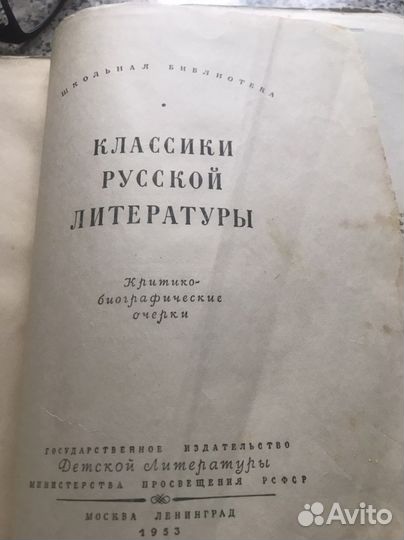 ШКОЛЬНАЯ БИБЛИОТЕКА
КЛАССИКИ
РУССКОЙ
ЛИТЕРАТУРЫ
Критико-
биографические
очерки
ГОСУДАРСТВЕННОЕ ИЗДАТЕЛЬСТВО
Детской Литературы
МИНИСТЕРСТВА ПРОСВЕЩЕНИЯ РСФСР
МОСКВА ЛЕНИНГРАД
1953
Avito